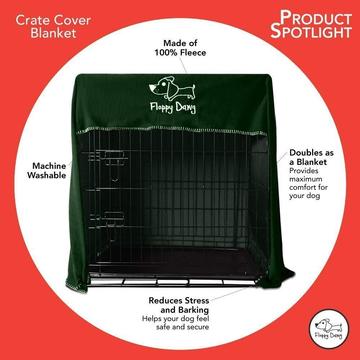 Crate Cover
Blanket
PRODUCT
SPOTLIGHT
Made of
100% Fleece
Floppy Dawg
Machine
Washable
Doubles as
a Blanket
Provides
maximum
comfort for
your dog
Reduces Stress
and Barking
Helps your dog feel
safe and secure
Floppy Dawg